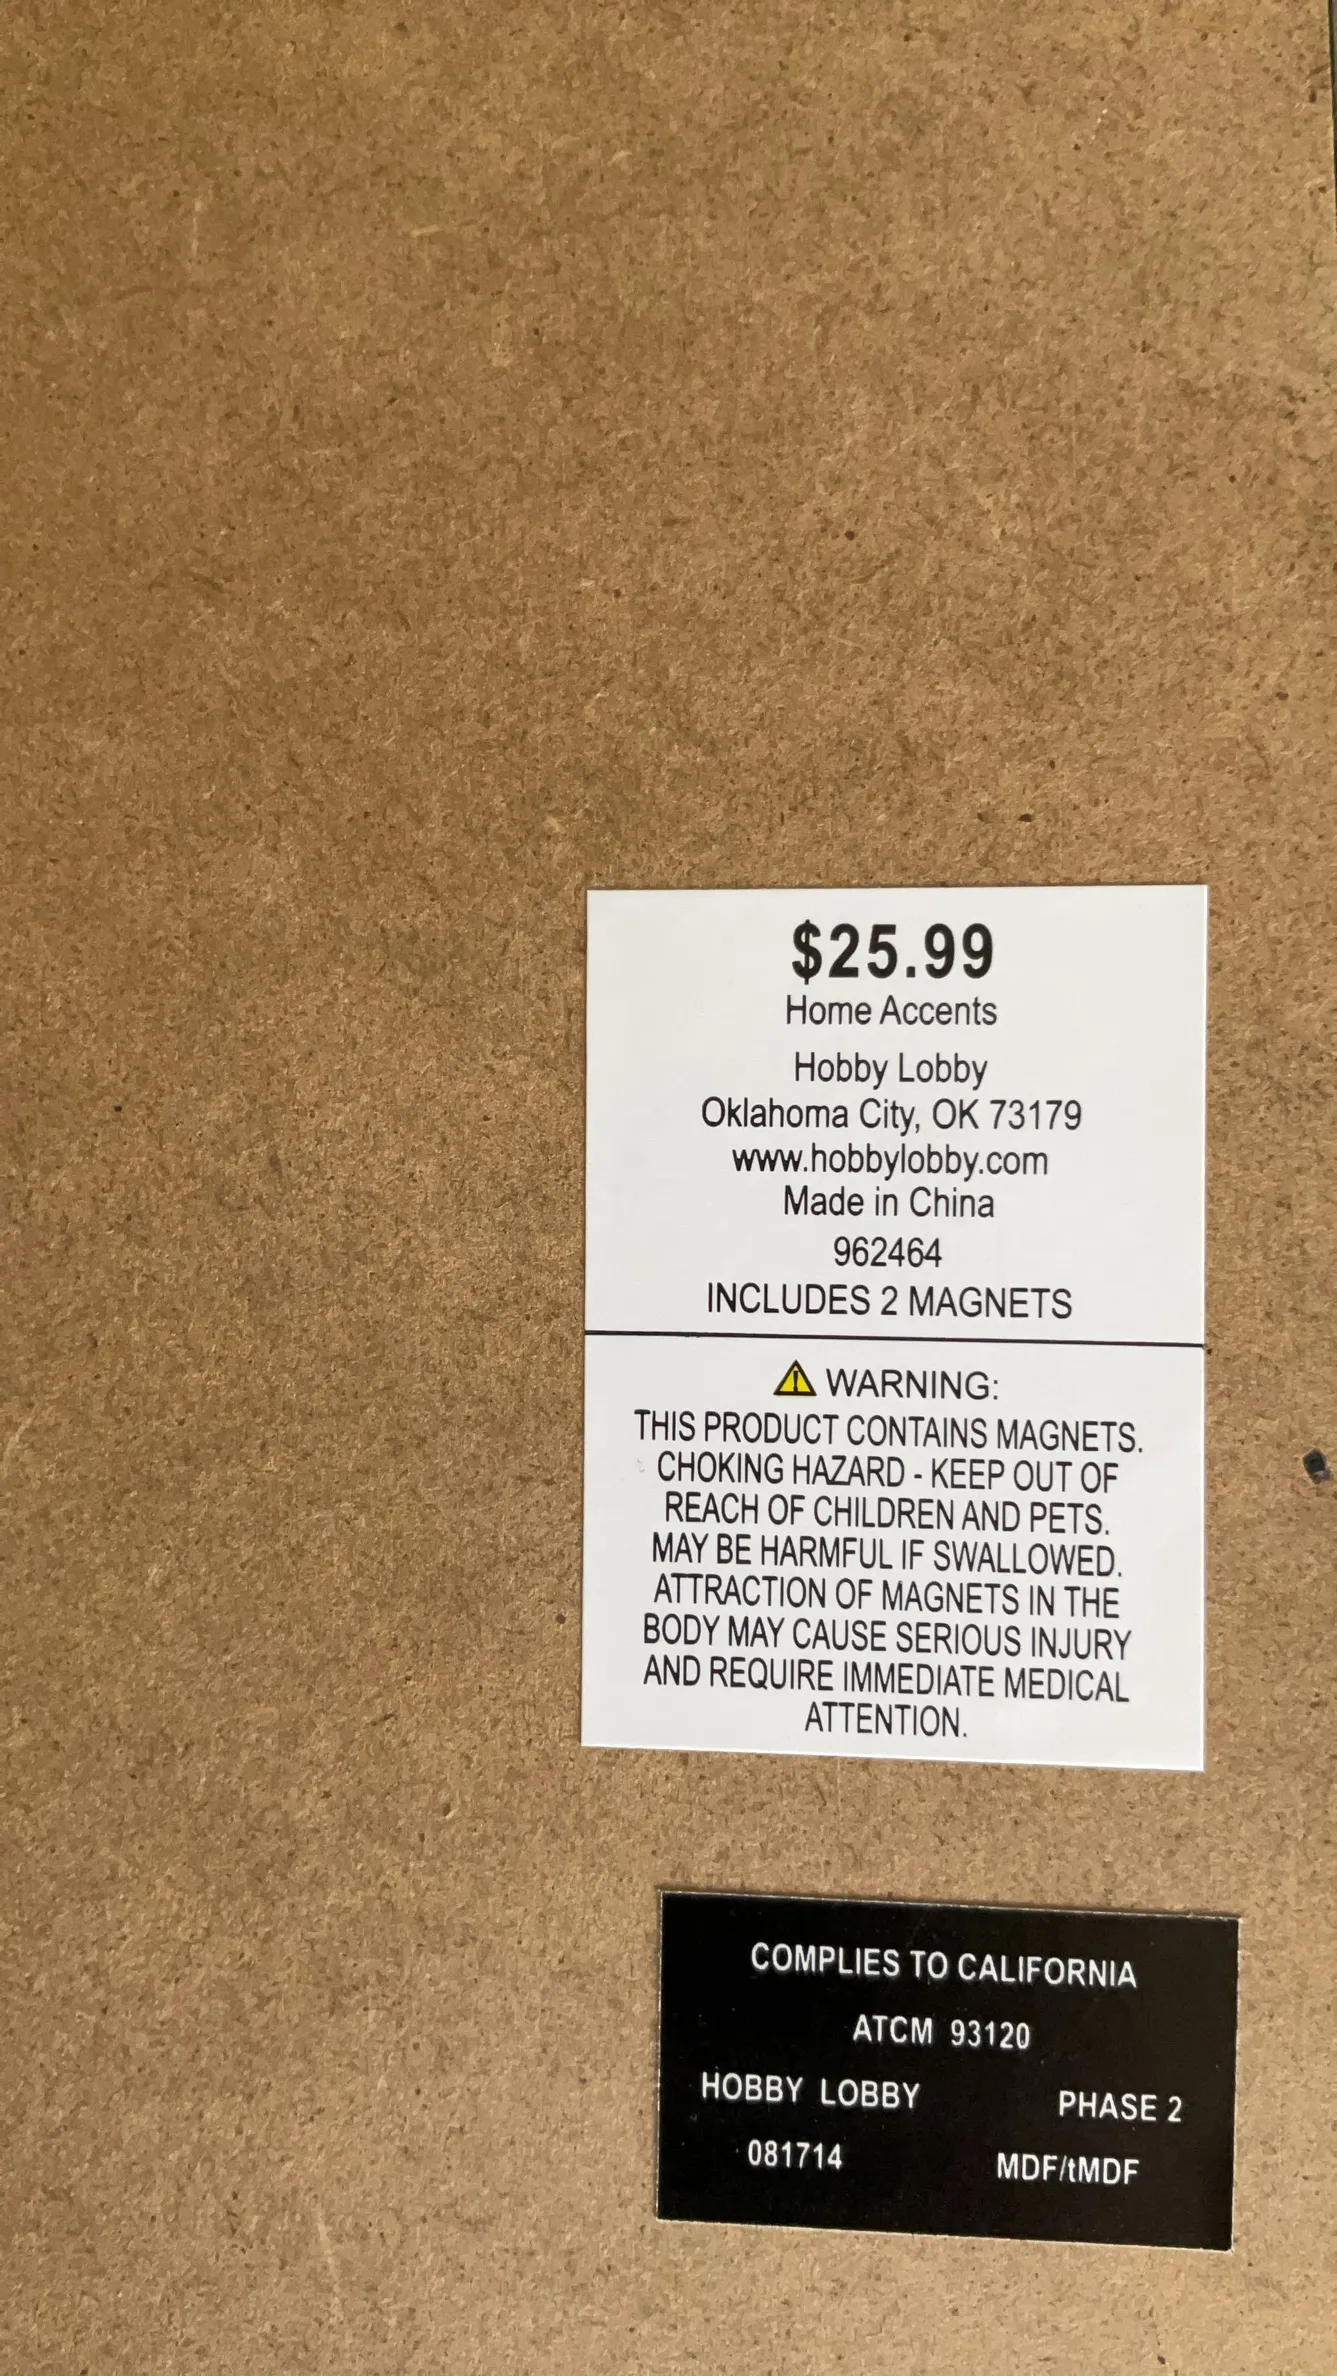 $25.99
Home Accents
Hobby Lobby
Oklahoma City, OK 73179
www.hobbylobby.com
Made in China
962464
INCLUDES 2 MAGNETS
WARNING:
THIS PRODUCT CONTAINS MAGNETS.
CHOKING HAZARD - KEEP OUT OF
REACH OF CHILDREN AND PETS.
MAY BE HARMFUL IF SWALLOWED.
ATTRACTION OF MAGNETS IN THE
BODY MAY CAUSE SERIOUS INJURY
AND REQUIRE IMMEDIATE MEDICAL
ATTENTION.
COMPLIES TO CALIFORNIA
ATCM 93120
HOBBY LOBBY PHASE 2
081714 MDF/tMDF